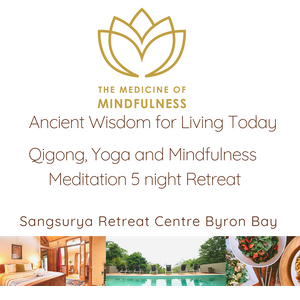 THE MEDICINE OF
MINDFULNESS
Ancient Wisdom for Living Today
Qigong, Yoga and Mindfulness
Meditation 5 night Retreat
Sangsurya Retreat Centre Byron Bay